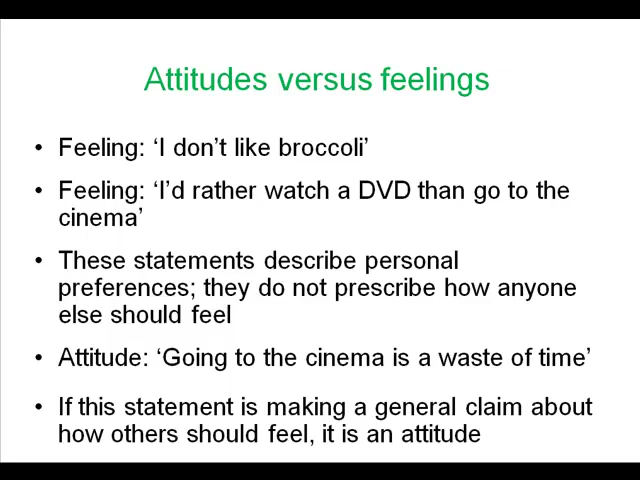 Attitudes versus feelings
• Feeling: ‘I don’t like broccoli’
• Feeling: ‘I’d rather watch a DVD than go to the
cinema’
• These statements describe personal
preferences; they do not prescribe how anyone
else should feel
• Attitude: ‘Going to the cinema is a waste of time’
• If this statement is making a general claim about
how others should feel, it is an attitude